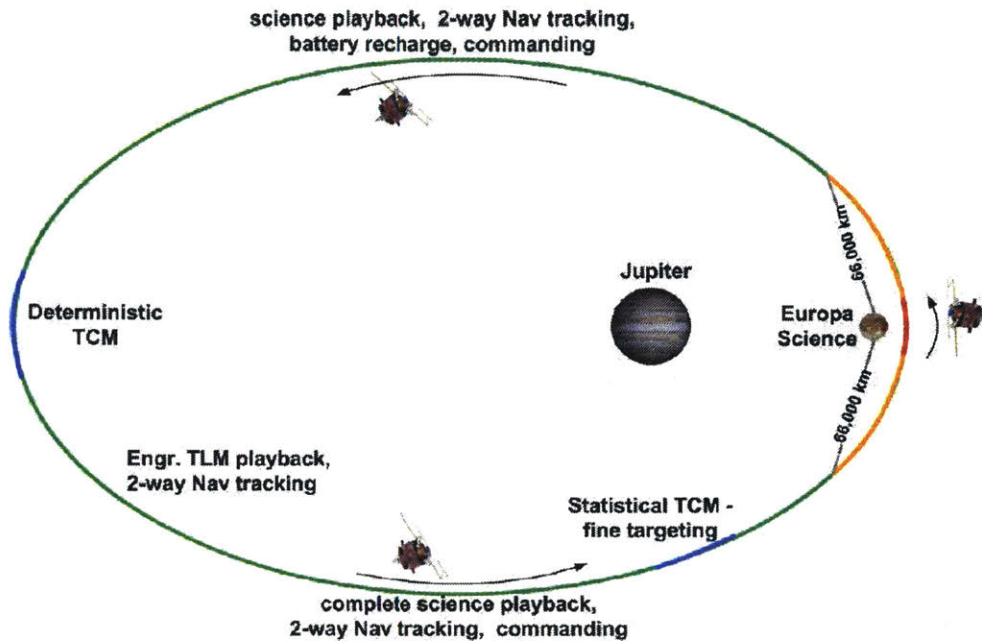 science playback, 2-way Nav tracking,
battery recharge, commanding
66,000 km
Jupiter
Europa
Science
Deterministic
TCM
66,000 km
Engr. TLM playback,
2-way Nav tracking
Statistical TCM -
fine targeting
complete science playback,
2-way Nav tracking, commanding